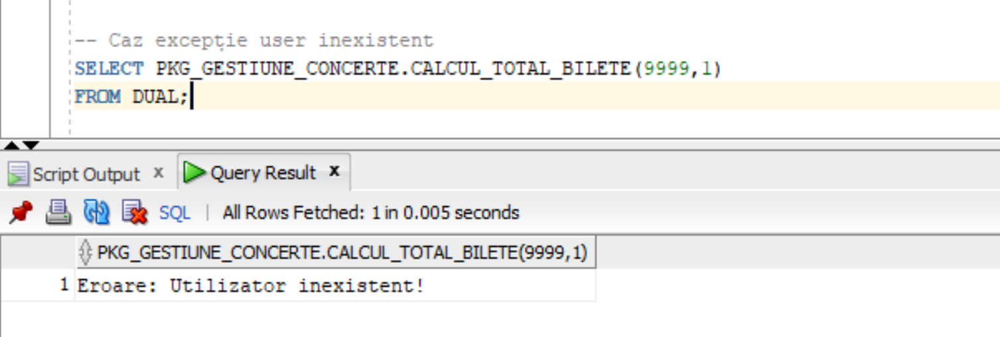 -- Caz excepție user inexistent
SELECT PKG_GESTIUNE_CONCERTE.CALCUL_TOTAL_BILETE(9999,1)
FROM DUAL;
Script Output x Query Result x
SQL | All Rows Fetched: 1 in 0.005 seconds
PKG_GESTIUNE_CONCERTE.CALCUL_TOTAL_BILETE(9999,1)
1 Eroare: Utilizator inexistent!